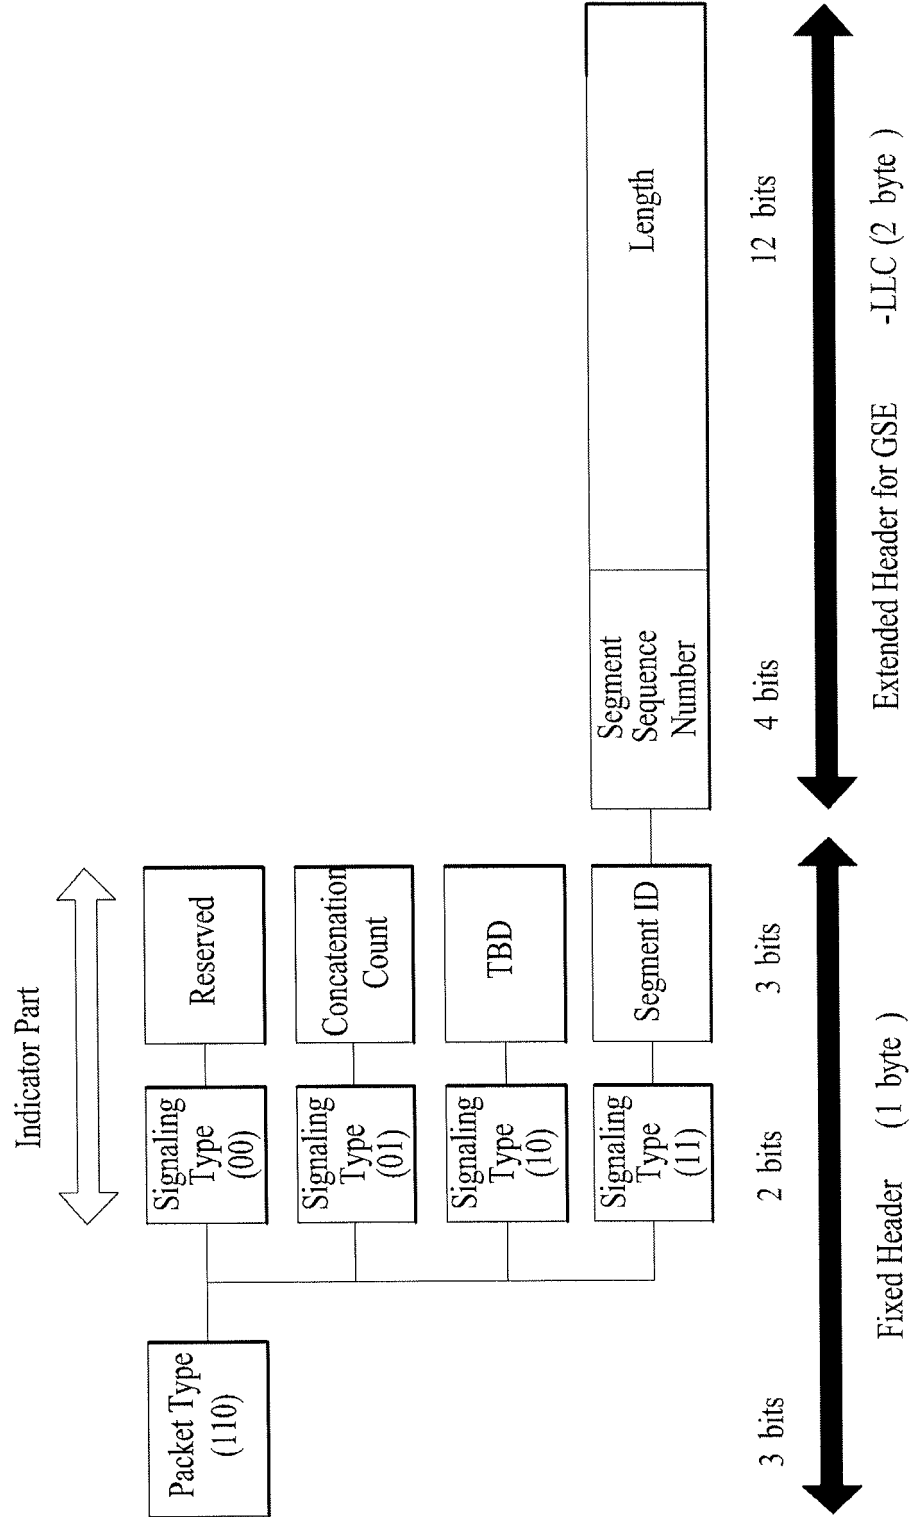 Indicator Part
Packet Type
(110)
Signaling
Type
(00)
Reserved
Signaling
Type
(01)
Concatenation
Count
Signaling
Type
(10)
TBD
Signaling
Type
(11)
Segment ID
Segment
Sequence
Number
Length
3 bits
2 bits
3 bits
4 bits
12 bits
Fixed Header (1 byte )
Extended Header for GSE -LLC (2 byte )